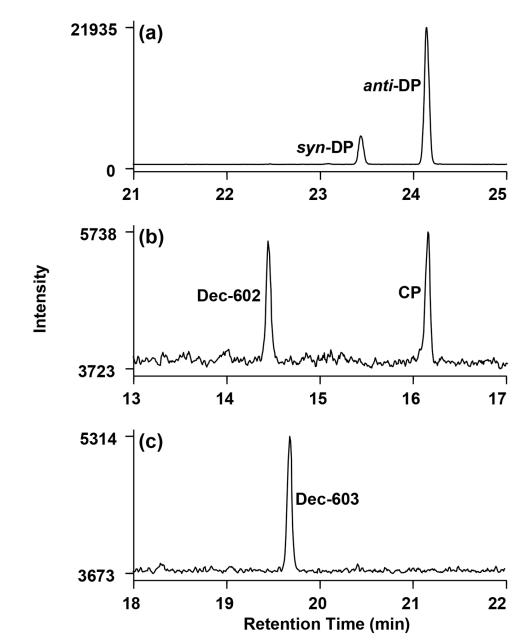 21935
(a)
anti-DP
syn-DP
0
21 22 23 24 25
5738
(b)
Dec-602
CP
3723
13 14 15 16 17
Intensity
5314
(c)
Dec-603
3673
18 19 20 21 22
Retention Time (min)